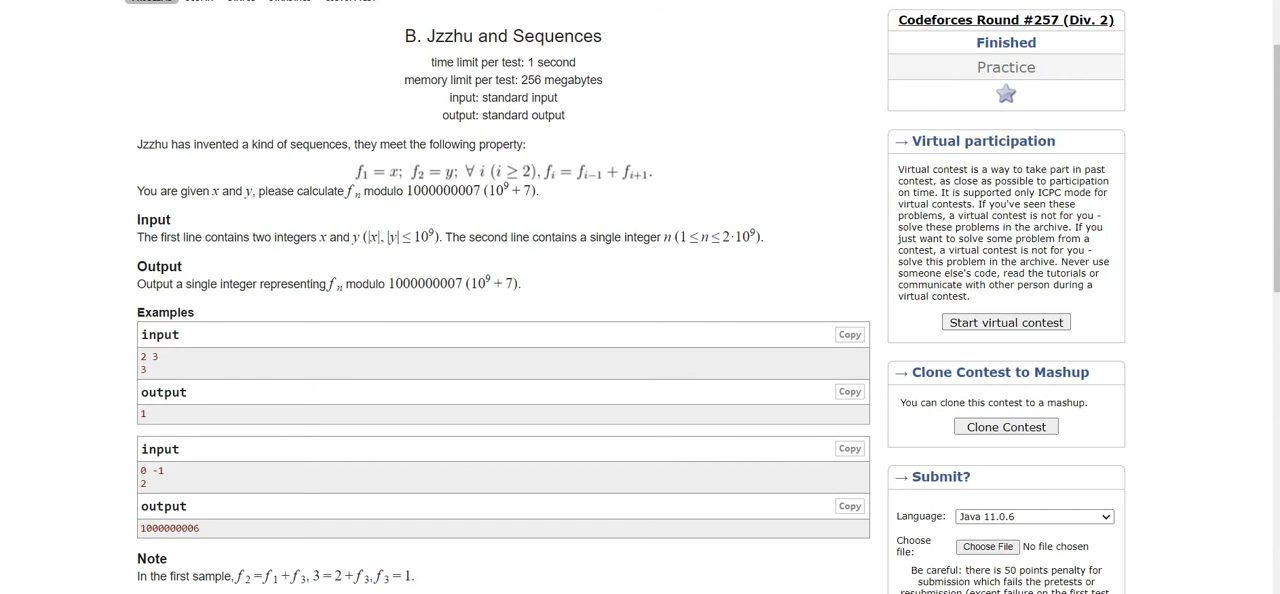 B. Jzzhu and Sequences
time limit per test: 1 second
memory limit per test: 256 megabytes
input: standard input
output: standard output
Jzzhu has invented a kind of sequences, they meet the following property:
f₁ = x; f₂ = y; ∀ i (i ≥ 2), fᵢ = fᵢ₋₁ + fᵢ₊₁.
You are given x and y, please calculate fₙ modulo 1000000007 (10⁹ + 7).
Input
The first line contains two integers x and y (|x|, |y| ≤ 10⁹). The second line contains a single integer n (1 ≤ n ≤ 2·10⁹).
Output
Output a single integer representing fₙ modulo 1000000007 (10⁹ + 7).
Examples
input
Copy
2 3
3
output
Copy
1
input
Copy
0 -1
2
output
Copy
1000000006
Note
In the first sample, f₂ = f₁ + f₃, 3 = 2 + f₃, f₃ = 1.
Codeforces Round #257 (Div. 2)
Finished
Practice
→ Virtual participation
Virtual contest is a way to take part in past
contest, as close as possible to participation
on time. It is supported only ICPC mode for
virtual contests. If you've seen these
problems, a virtual contest is not for you -
solve these problems in the archive. If you
just want to solve some problem from a
contest, a virtual contest is not for you -
solve this problem in the archive. Never use
someone else's code, read the tutorials or
communicate with other person during a
virtual contest.
Start virtual contest
→ Clone Contest to Mashup
You can clone this contest to a mashup.
Clone Contest
→ Submit?
Language: Java 11.0.6
Choose
file: Choose File No file chosen
Be careful: there is 50 points penalty for
submission which fails the pretests or
resubmission (except failure on the first test,